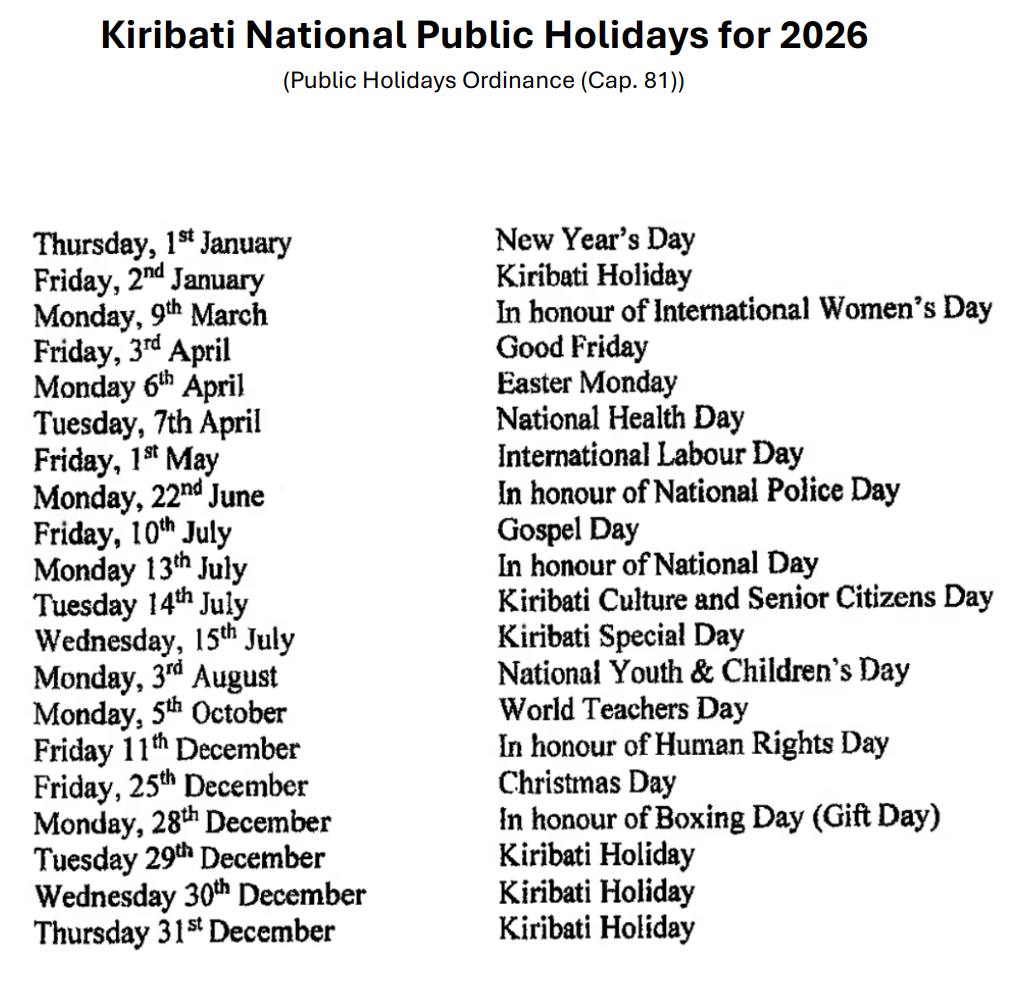 Kiribati National Public Holidays for 2026
(Public Holidays Ordinance (Cap. 81))
Thursday, 1st January New Year's Day
Friday, 2nd January Kiribati Holiday
Monday, 9th March In honour of International Women's Day
Friday, 3rd April Good Friday
Monday 6th April Easter Monday
Tuesday, 7th April National Health Day
Friday, 1st May International Labour Day
Monday, 22nd June In honour of National Police Day
Friday, 10th July Gospel Day
Monday 13th July In honour of National Day
Tuesday 14th July Kiribati Culture and Senior Citizens Day
Wednesday, 15th July Kiribati Special Day
Monday, 3rd August National Youth & Children's Day
Monday, 5th October World Teachers Day
Friday 11th December In honour of Human Rights Day
Friday, 25th December Christmas Day
Monday, 28th December In honour of Boxing Day (Gift Day)
Tuesday 29th December Kiribati Holiday
Wednesday 30th December Kiribati Holiday
Thursday 31st December Kiribati Holiday